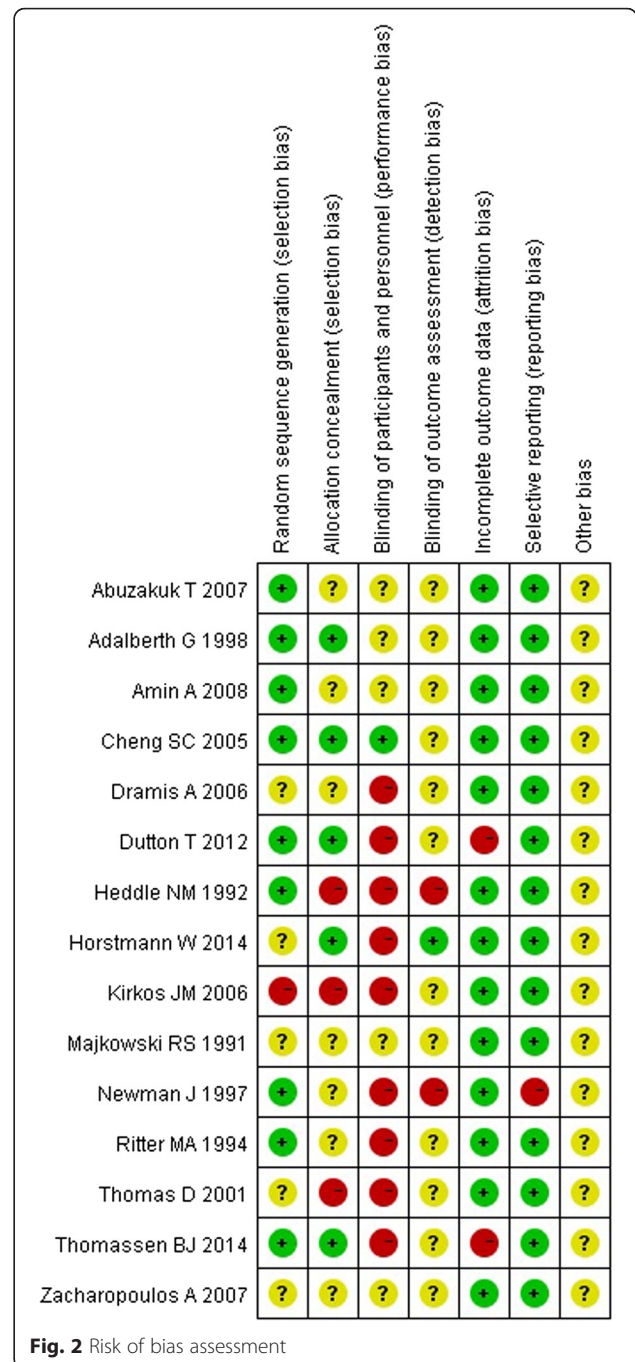 Random sequence generation (selection bias)
Allocation concealment (selection bias)
Blinding of participants and personnel (performance bias)
Blinding of outcome assessment (detection bias)
Incomplete outcome data (attrition bias)
Selective reporting (reporting bias)
Other bias
Abuzakuk T 2007 + ? ? ? + + ?
Adalberth G 1998 + + ? ? + + ?
Amin A 2008 + ? ? ? + + ?
Cheng SC 2005 + + + ? + + ?
Dramis A 2006 ? ? - ? + + ?
Dutton T 2012 + + - ? - + ?
Heddle NM 1992 + - - - + + ?
Horstmann W 2014 ? + - + + + ?
Kirkos JM 2006 - - - ? + + ?
Majkowski RS 1991 ? ? ? ? + + ?
Newman J 1997 + ? - - + - ?
Ritter MA 1994 + ? - ? + + ?
Thomas D 2001 ? - - ? + + ?
Thomassen BJ 2014 + + - ? - + ?
Zacharopoulos A 2007 ? ? ? ? + + ?
Fig. 2 Risk of bias assessment